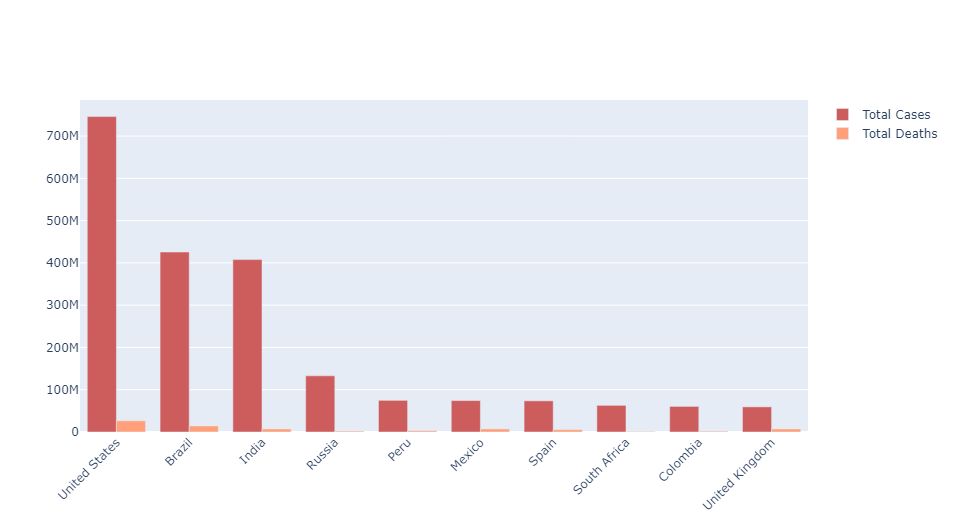 Total Cases
Total Deaths
700M
600M
500M
400M
300M
200M
100M
0
United States
Brazil
India
Russia
Peru
Mexico
Spain
South Africa
Colombia
United Kingdom